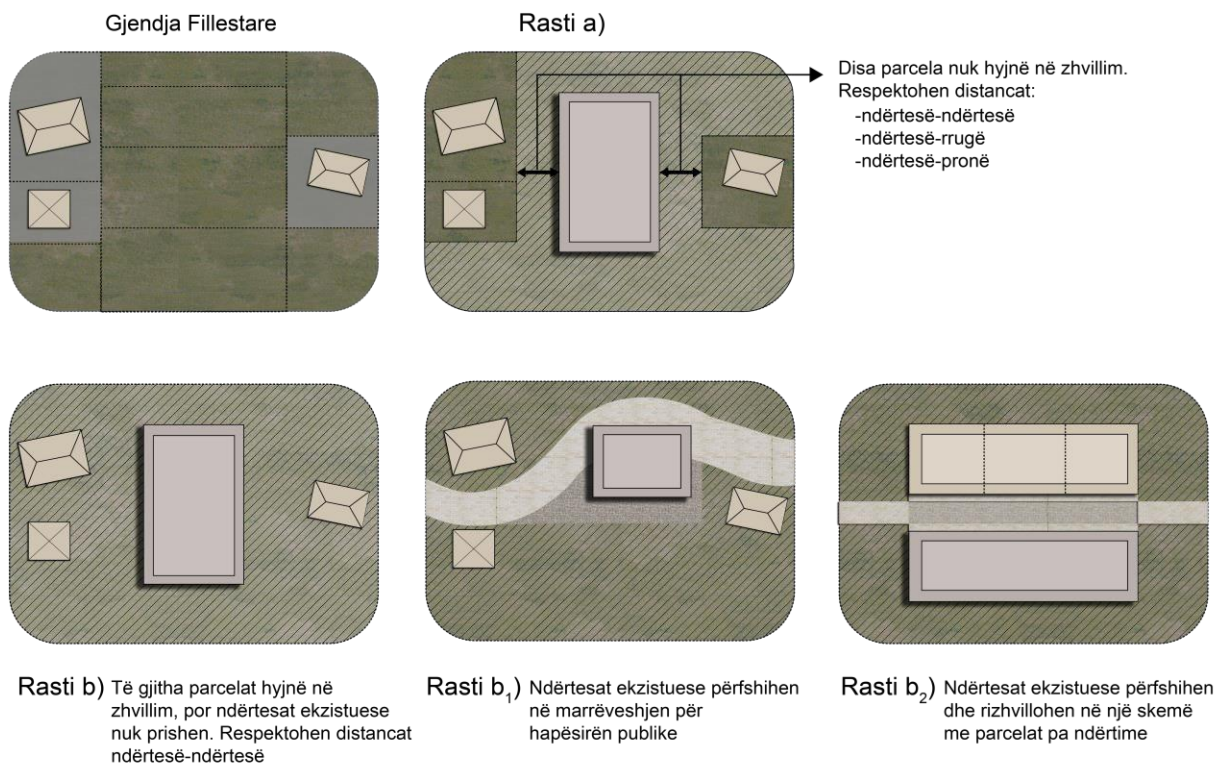 Gjendja Fillestare
Rasti a)
Disa parcela nuk hyjnë në zhvillim.
Respektohen distancat:
-ndërtesë-ndërtesë
-ndërtesë-rrugë
-ndërtesë-pronë
Rasti b) Të gjitha parcelat hyjnë në
zhvillim, por ndërtesat ekzistuese
nuk prishen. Respektohen distancat
ndërtesë-ndërtesë
Rasti b1) Ndërtesat ekzistuese përfshihen
në marrëveshjen për
hapësirën publike
Rasti b2) Ndërtesat ekzistuese përfshihen
dhe rizhvillohen në një skemë
me parcelat pa ndërtime